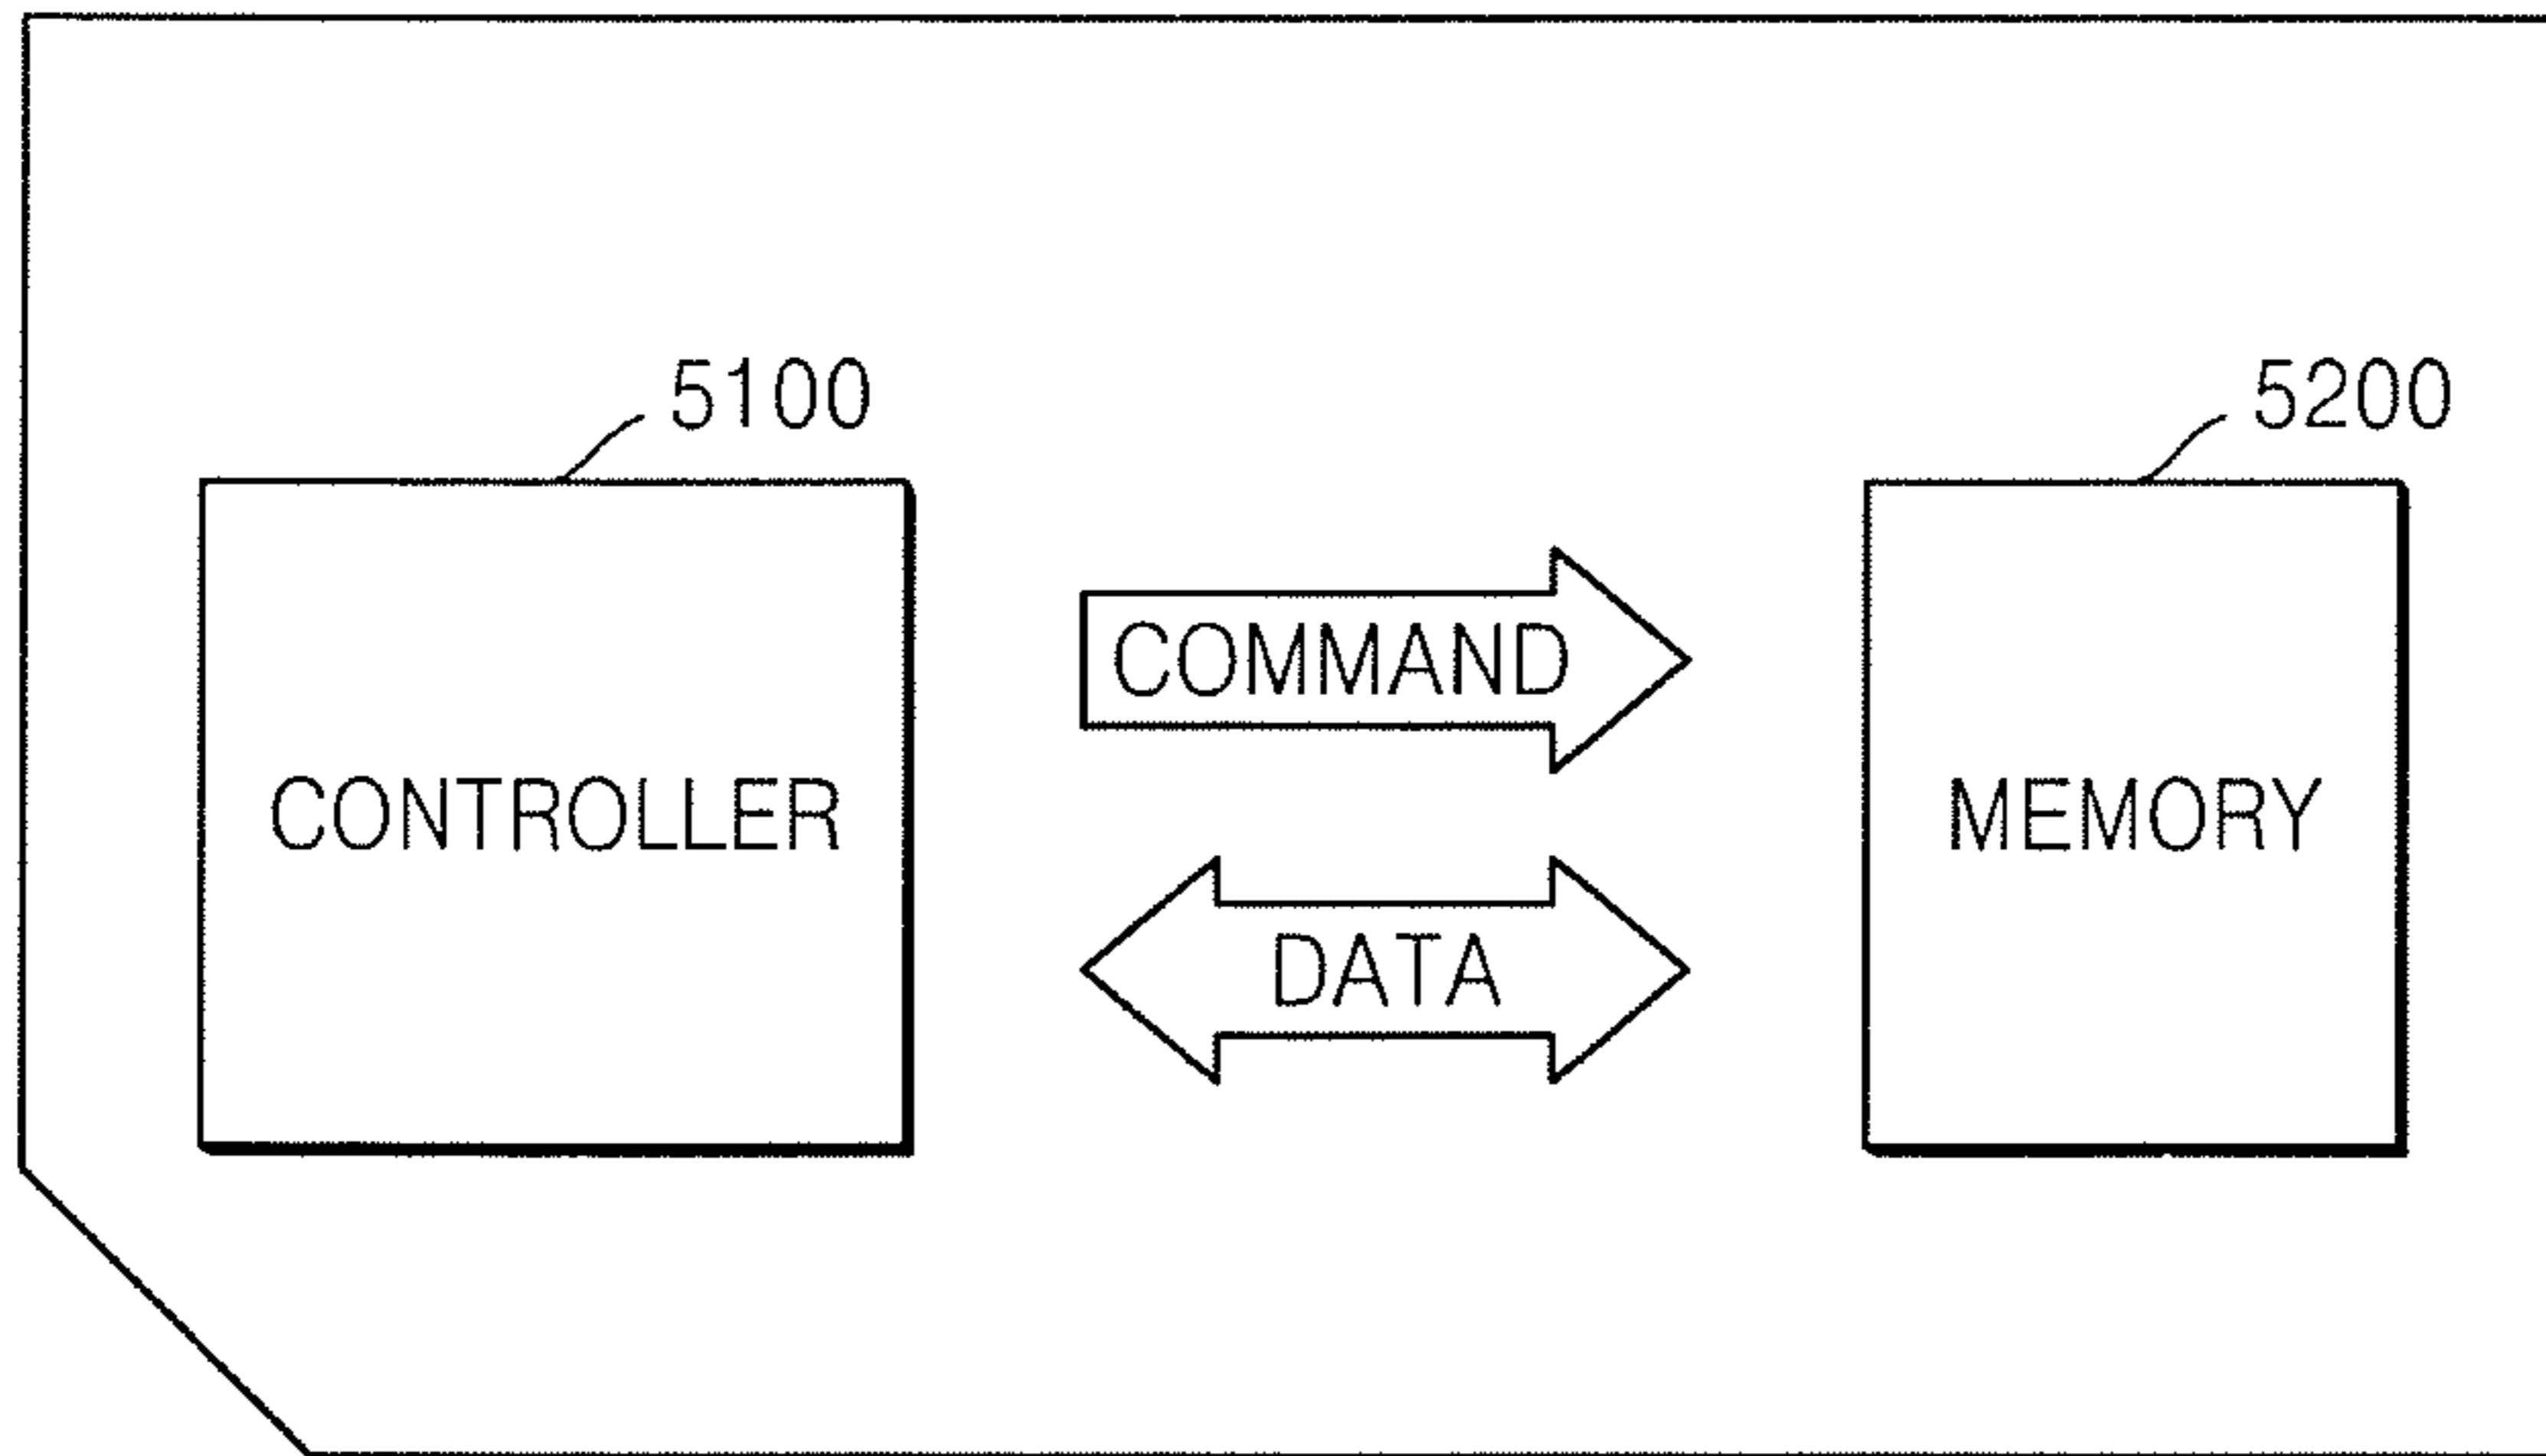 5100
5200
COMMAND
CONTROLLER
MEMORY
DATA